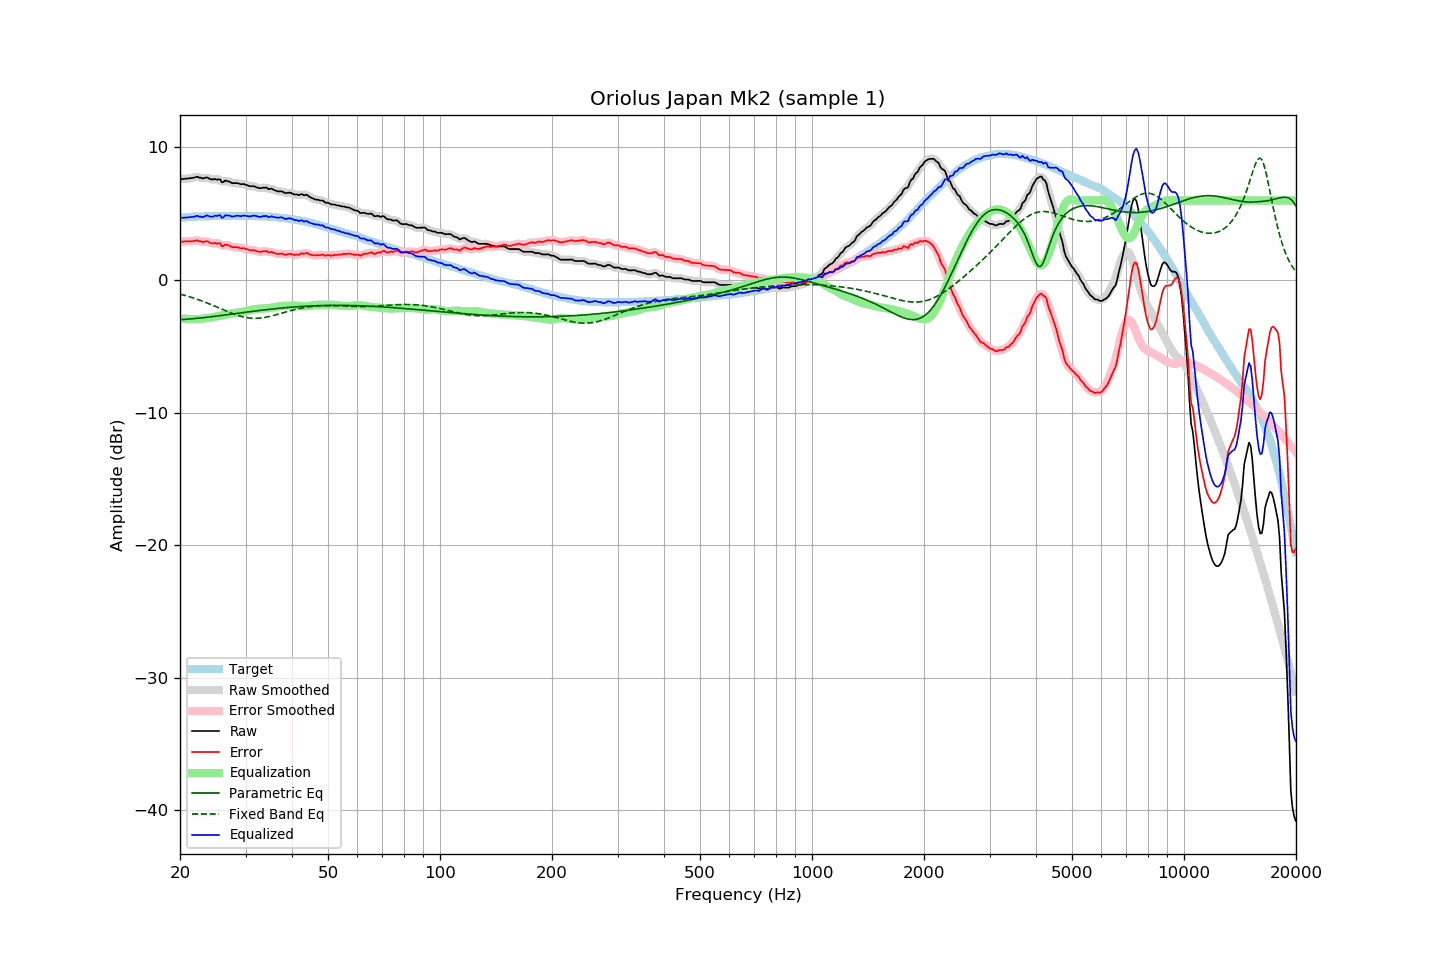 Oriolus Japan Mk2 (sample 1)
10
0
−10
−20
−30
−40
Amplitude (dBr)
Target
Raw Smoothed
Error Smoothed
Raw
Error
Equalization
Parametric Eq
Fixed Band Eq
Equalized
20 50 100 200 500 1000 2000 5000 10000 20000
Frequency (Hz)